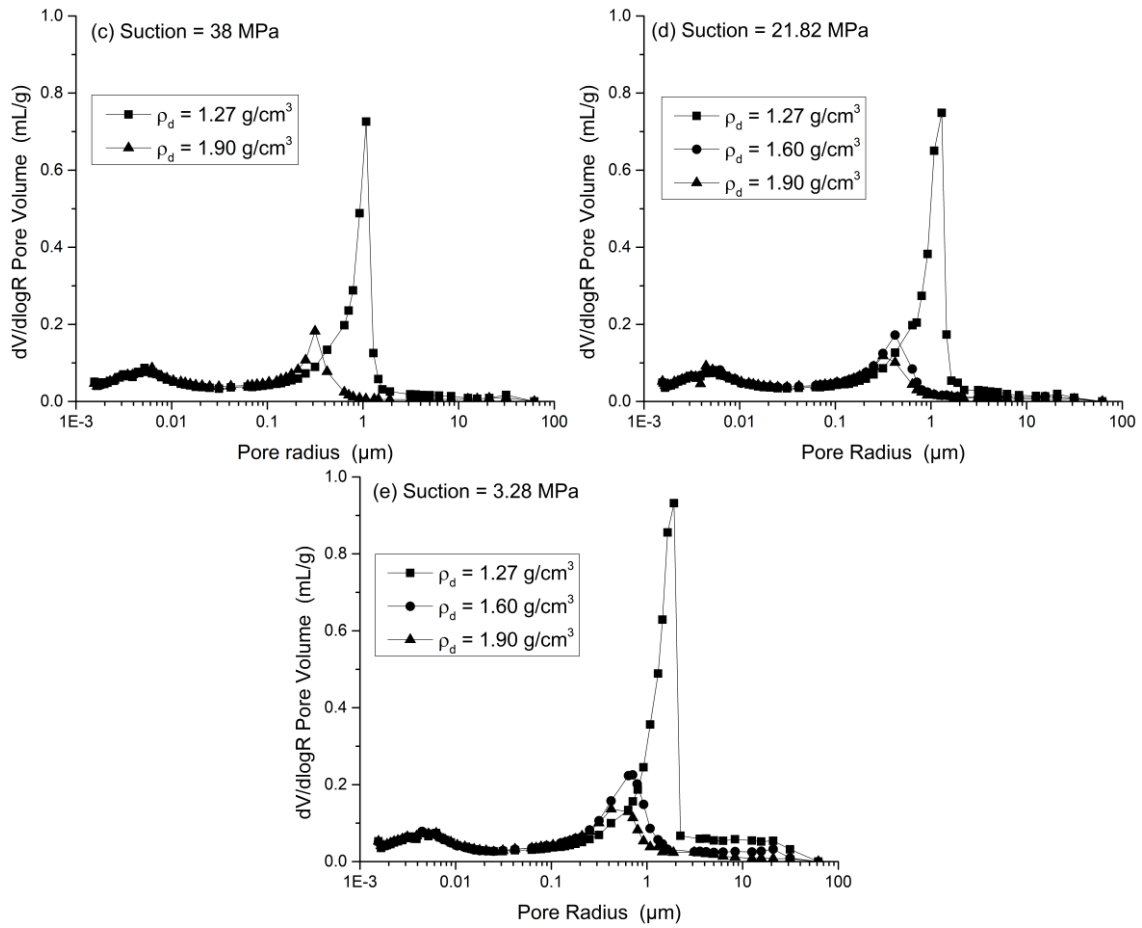 (c) Suction = 38 MPa
ρd = 1.27 g/cm³
ρd = 1.90 g/cm³
dV/dlogR Pore Volume (mL/g)
1.0
0.8
0.6
0.4
0.2
0.0
1E-3
0.01
0.1
1
10
100
Pore radius (µm)
(d) Suction = 21.82 MPa
ρd = 1.27 g/cm³
ρd = 1.60 g/cm³
ρd = 1.90 g/cm³
dV/dlogR Pore Volume (mL/g)
1.0
0.8
0.6
0.4
0.2
0.0
1E-3
0.01
0.1
1
10
100
Pore Radius (µm)
(e) Suction = 3.28 MPa
ρd = 1.27 g/cm³
ρd = 1.60 g/cm³
ρd = 1.90 g/cm³
dV/dlogR Pore Volume (mL/g)
1.0
0.8
0.6
0.4
0.2
0.0
1E-3
0.01
0.1
1
10
100
Pore Radius (µm)